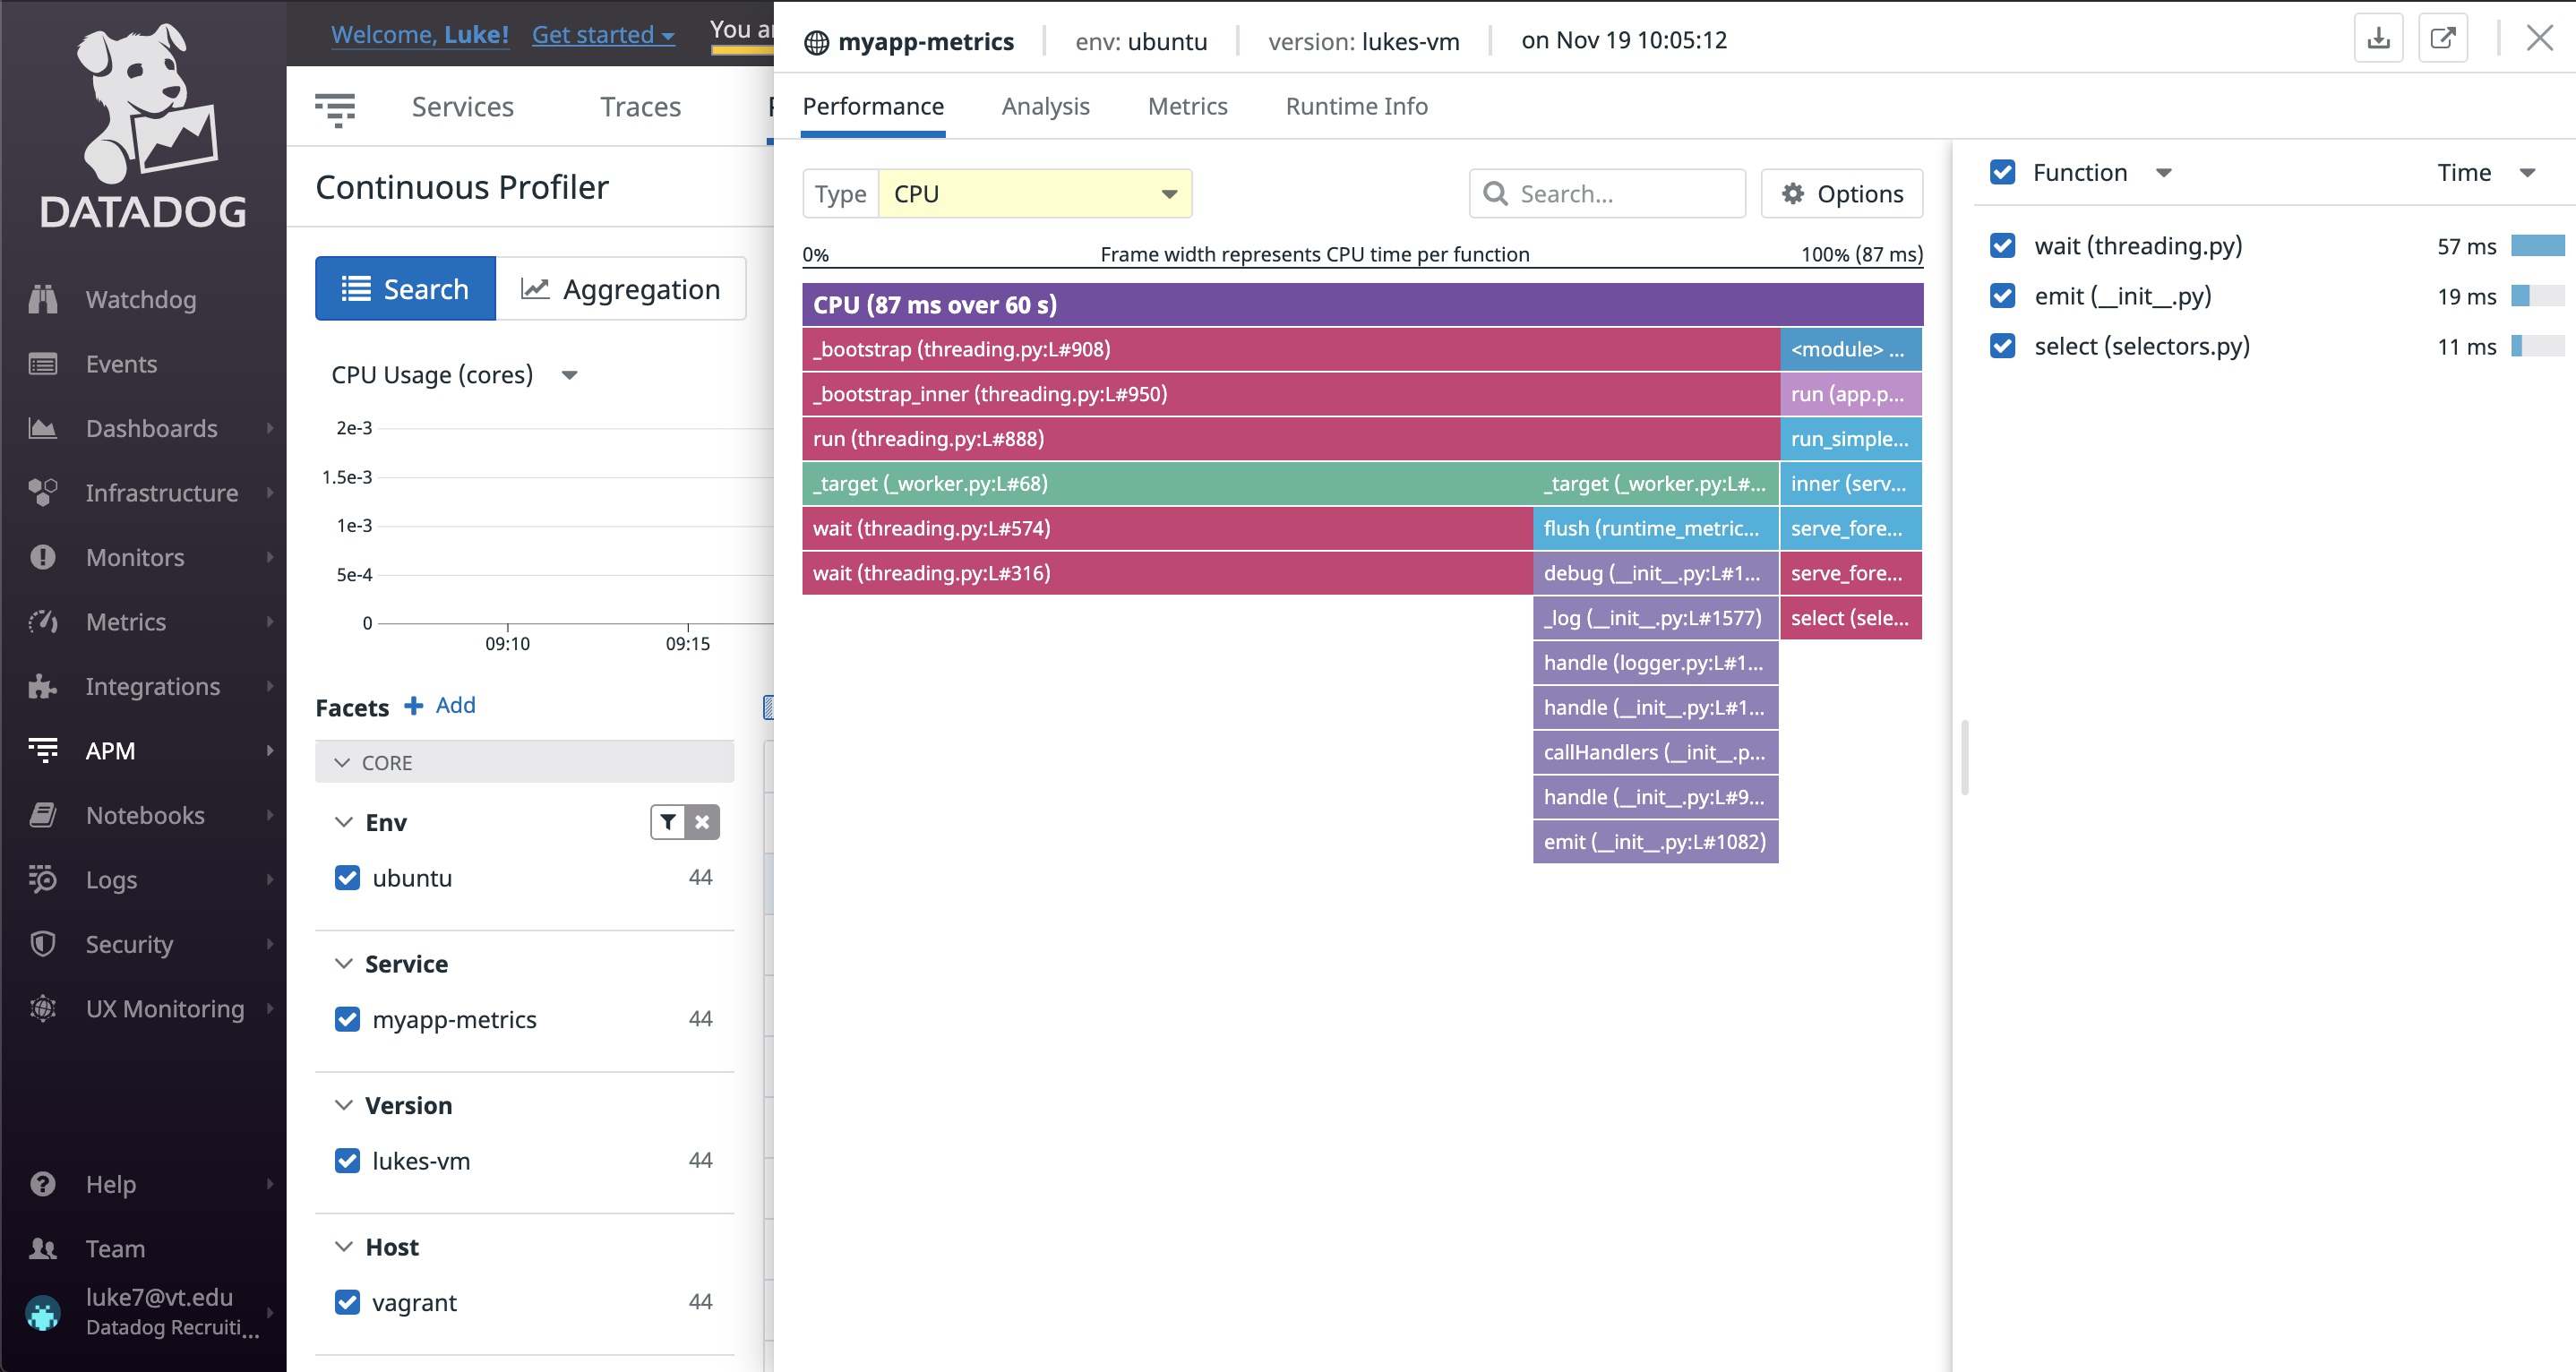 DATADOG
Watchdog
Events
Dashboards
Infrastructure
Monitors
Metrics
Integrations
APM
Notebooks
Logs
Security
UX Monitoring
Help
Team
luke7@vt.edu
Datadog Recruiti...
Welcome, Luke! Get started You a
Services Traces P
Continuous Profiler
Search Aggregation
CPU Usage (cores)
2e-3
1.5e-3
1e-3
5e-4
0
09:10 09:15
Facets + Add
CORE
Env
ubuntu 44
Service
myapp-metrics 44
Version
lukes-vm 44
Host
vagrant 44
myapp-metrics env: ubuntu version: lukes-vm on Nov 19 10:05:12
Performance Analysis Metrics Runtime Info
Type CPU Search... Options
0% Frame width represents CPU time per function 100% (87 ms)
CPU (87 ms over 60 s)
_bootstrap (threading.py:L#908) <module> ...
_bootstrap_inner (threading.py:L#950) run (app.p...
run (threading.py:L#888) run_simple...
_target (_worker.py:L#68) _target (_worker.py:L#... inner (serv...
wait (threading.py:L#574) flush (runtime_metric... serve_fore...
wait (threading.py:L#316) debug (__init__.py:L#1... serve_fore...
_log (__init__.py:L#1577) select (sele...
handle (logger.py:L#1...
handle (__init__.py:L#1...
callHandlers (__init__.p...
handle (__init__.py:L#9...
emit (__init__.py:L#1082)
Function Time
wait (threading.py) 57 ms
emit (__init__.py) 19 ms
select (selectors.py) 11 ms